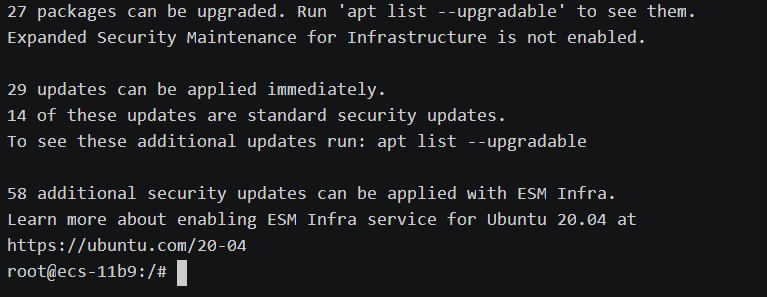 27 packages can be upgraded. Run 'apt list --upgradable' to see them.
Expanded Security Maintenance for Infrastructure is not enabled.
29 updates can be applied immediately.
14 of these updates are standard security updates.
To see these additional updates run: apt list --upgradable
58 additional security updates can be applied with ESM Infra.
Learn more about enabling ESM Infra service for Ubuntu 20.04 at
https://ubuntu.com/20-04
root@ecs-11b9:/#